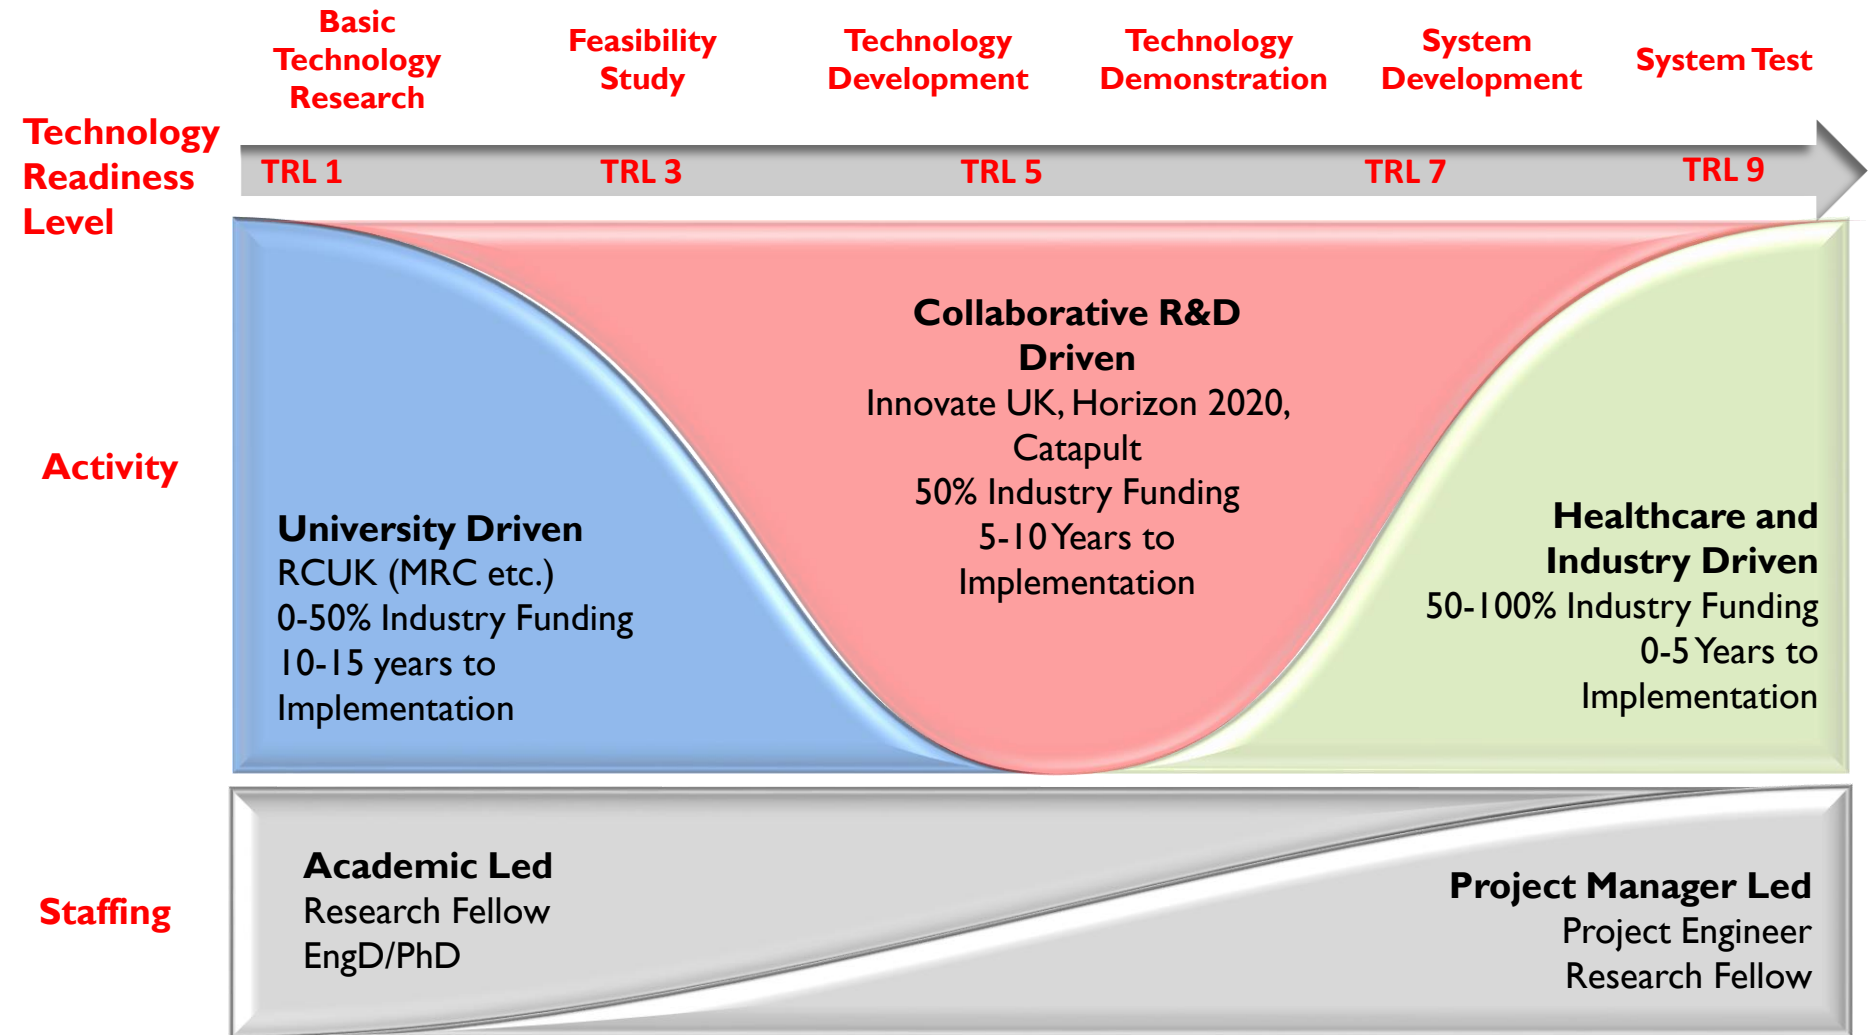 Basic
Technology
Research
Feasibility
Study
Technology
Development
Technology
Demonstration
System
Development
System Test
Technology
Readiness
Level
TRL 1
TRL 3
TRL 5
TRL 7
TRL 9
Activity
University Driven
RCUK (MRC etc.)
0-50% Industry Funding
10-15 years to
Implementation
Collaborative R&D
Driven
Innovate UK, Horizon 2020,
Catapult
50% Industry Funding
5-10 Years to
Implementation
Healthcare and
Industry Driven
50-100% Industry Funding
0-5 Years to
Implementation
Staffing
Academic Led
Research Fellow
EngD/PhD
Project Manager Led
Project Engineer
Research Fellow